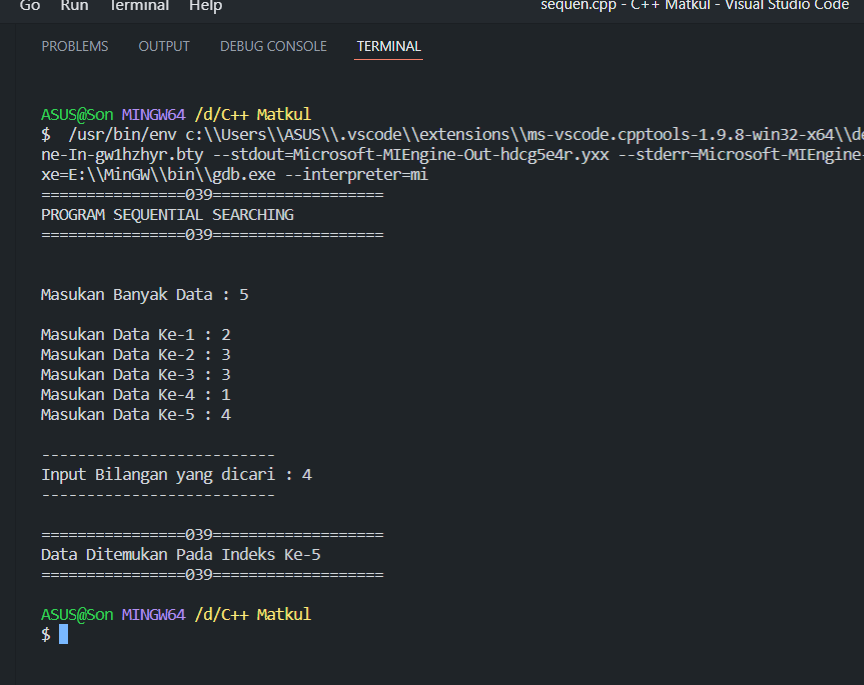 Go Run Terminal Help sequen.cpp - C++ Matkul - Visual Studio Code
PROBLEMS OUTPUT DEBUG CONSOLE TERMINAL
ASUS@Son MINGW64 /d/C++ Matkul
$ /usr/bin/env c:\\Users\\ASUS\\.vscode\\extensions\\ms-vscode.cpptools-1.9.8-win32-x64\\de
ne-In-gw1hzhyr.bty --stdout=Microsoft-MIEngine-Out-hdcg5e4r.yxx --stderr=Microsoft-MIEngine-
xe=E:\\MinGW\\bin\\gdb.exe --interpreter=mi
================039===================
PROGRAM SEQUENTIAL SEARCHING
================039===================
Masukan Banyak Data : 5
Masukan Data Ke-1 : 2
Masukan Data Ke-2 : 3
Masukan Data Ke-3 : 3
Masukan Data Ke-4 : 1
Masukan Data Ke-5 : 4
--------------------------
Input Bilangan yang dicari : 4
--------------------------
================039===================
Data Ditemukan Pada Indeks Ke-5
================039===================
ASUS@Son MINGW64 /d/C++ Matkul
$